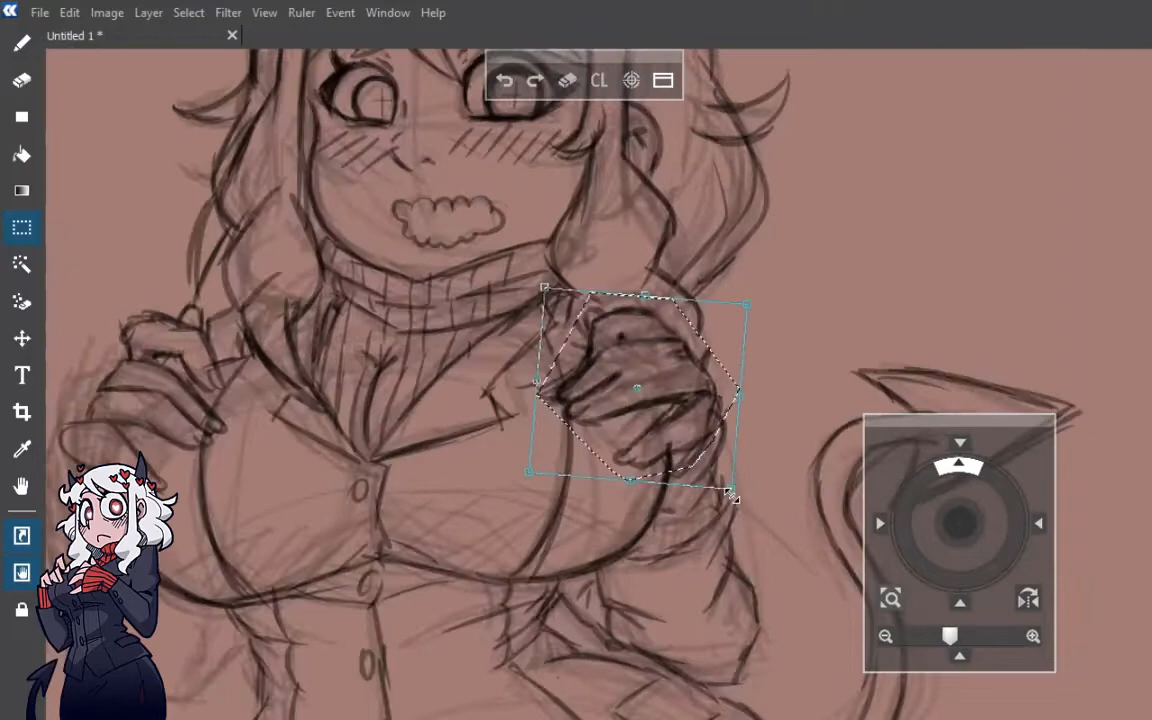 File Edit Image Layer Select Filter View Ruler Event Window Help
Untitled 1 *
CL
T